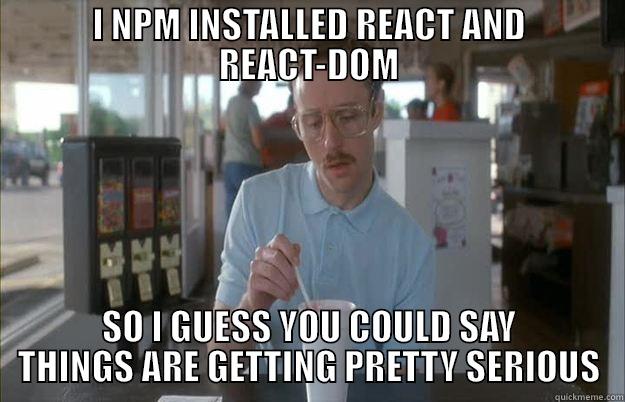 I NPM INSTALLED REACT AND
REACT-DOM
SO I GUESS YOU COULD SAY
THINGS ARE GETTING PRETTY SERIOUS
quickmeme.com